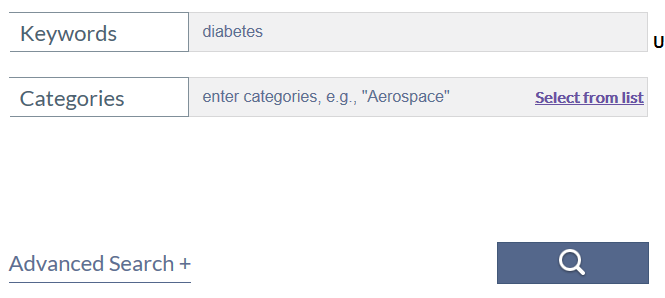 Keywords diabetes
U
Categories enter categories, e.g., "Aerospace" Select from list
Advanced Search +